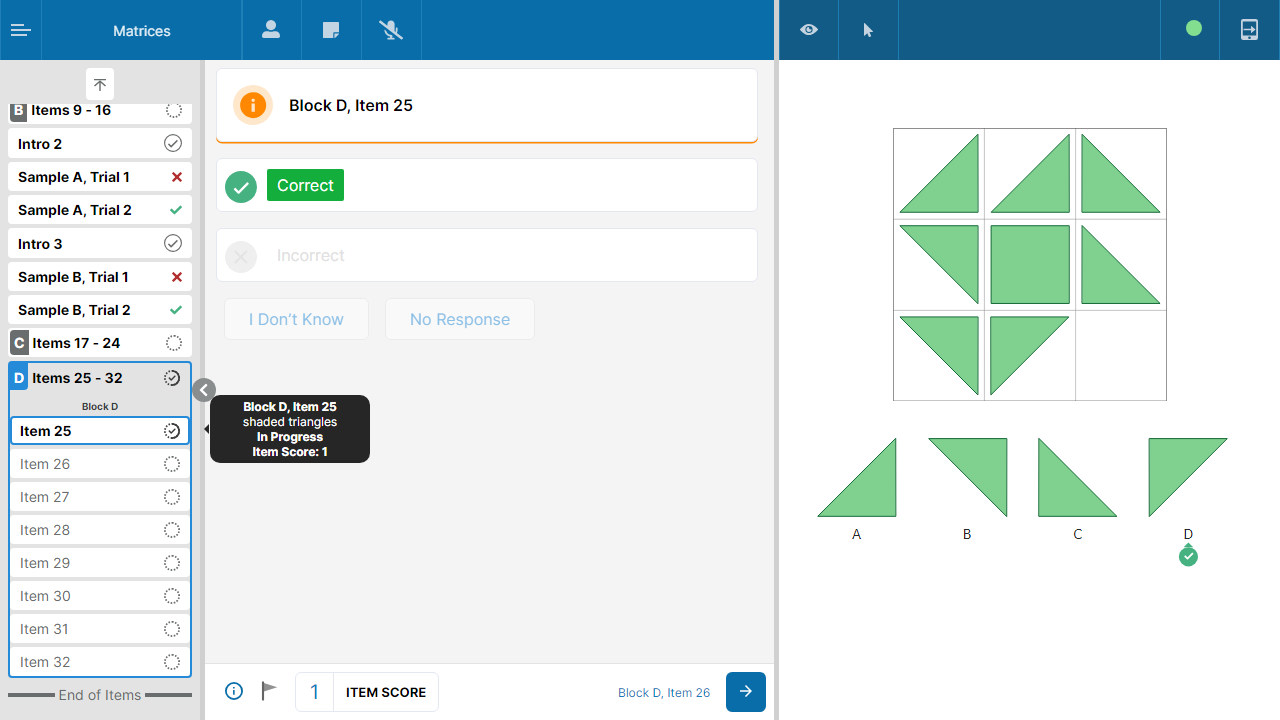 Matrices
B Items 9 - 16
Intro 2
Sample A, Trial 1
Sample A, Trial 2
Intro 3
Sample B, Trial 1
Sample B, Trial 2
C Items 17 - 24
D Items 25 - 32
Block D
Item 25
Item 26
Item 27
Item 28
Item 29
Item 30
Item 31
Item 32
End of Items
Block D, Item 25
Correct
Incorrect
I Don't Know
No Response
Block D, Item 25
shaded triangles
In Progress
Item Score: 1
1 ITEM SCORE
Block D, Item 26
A B C D